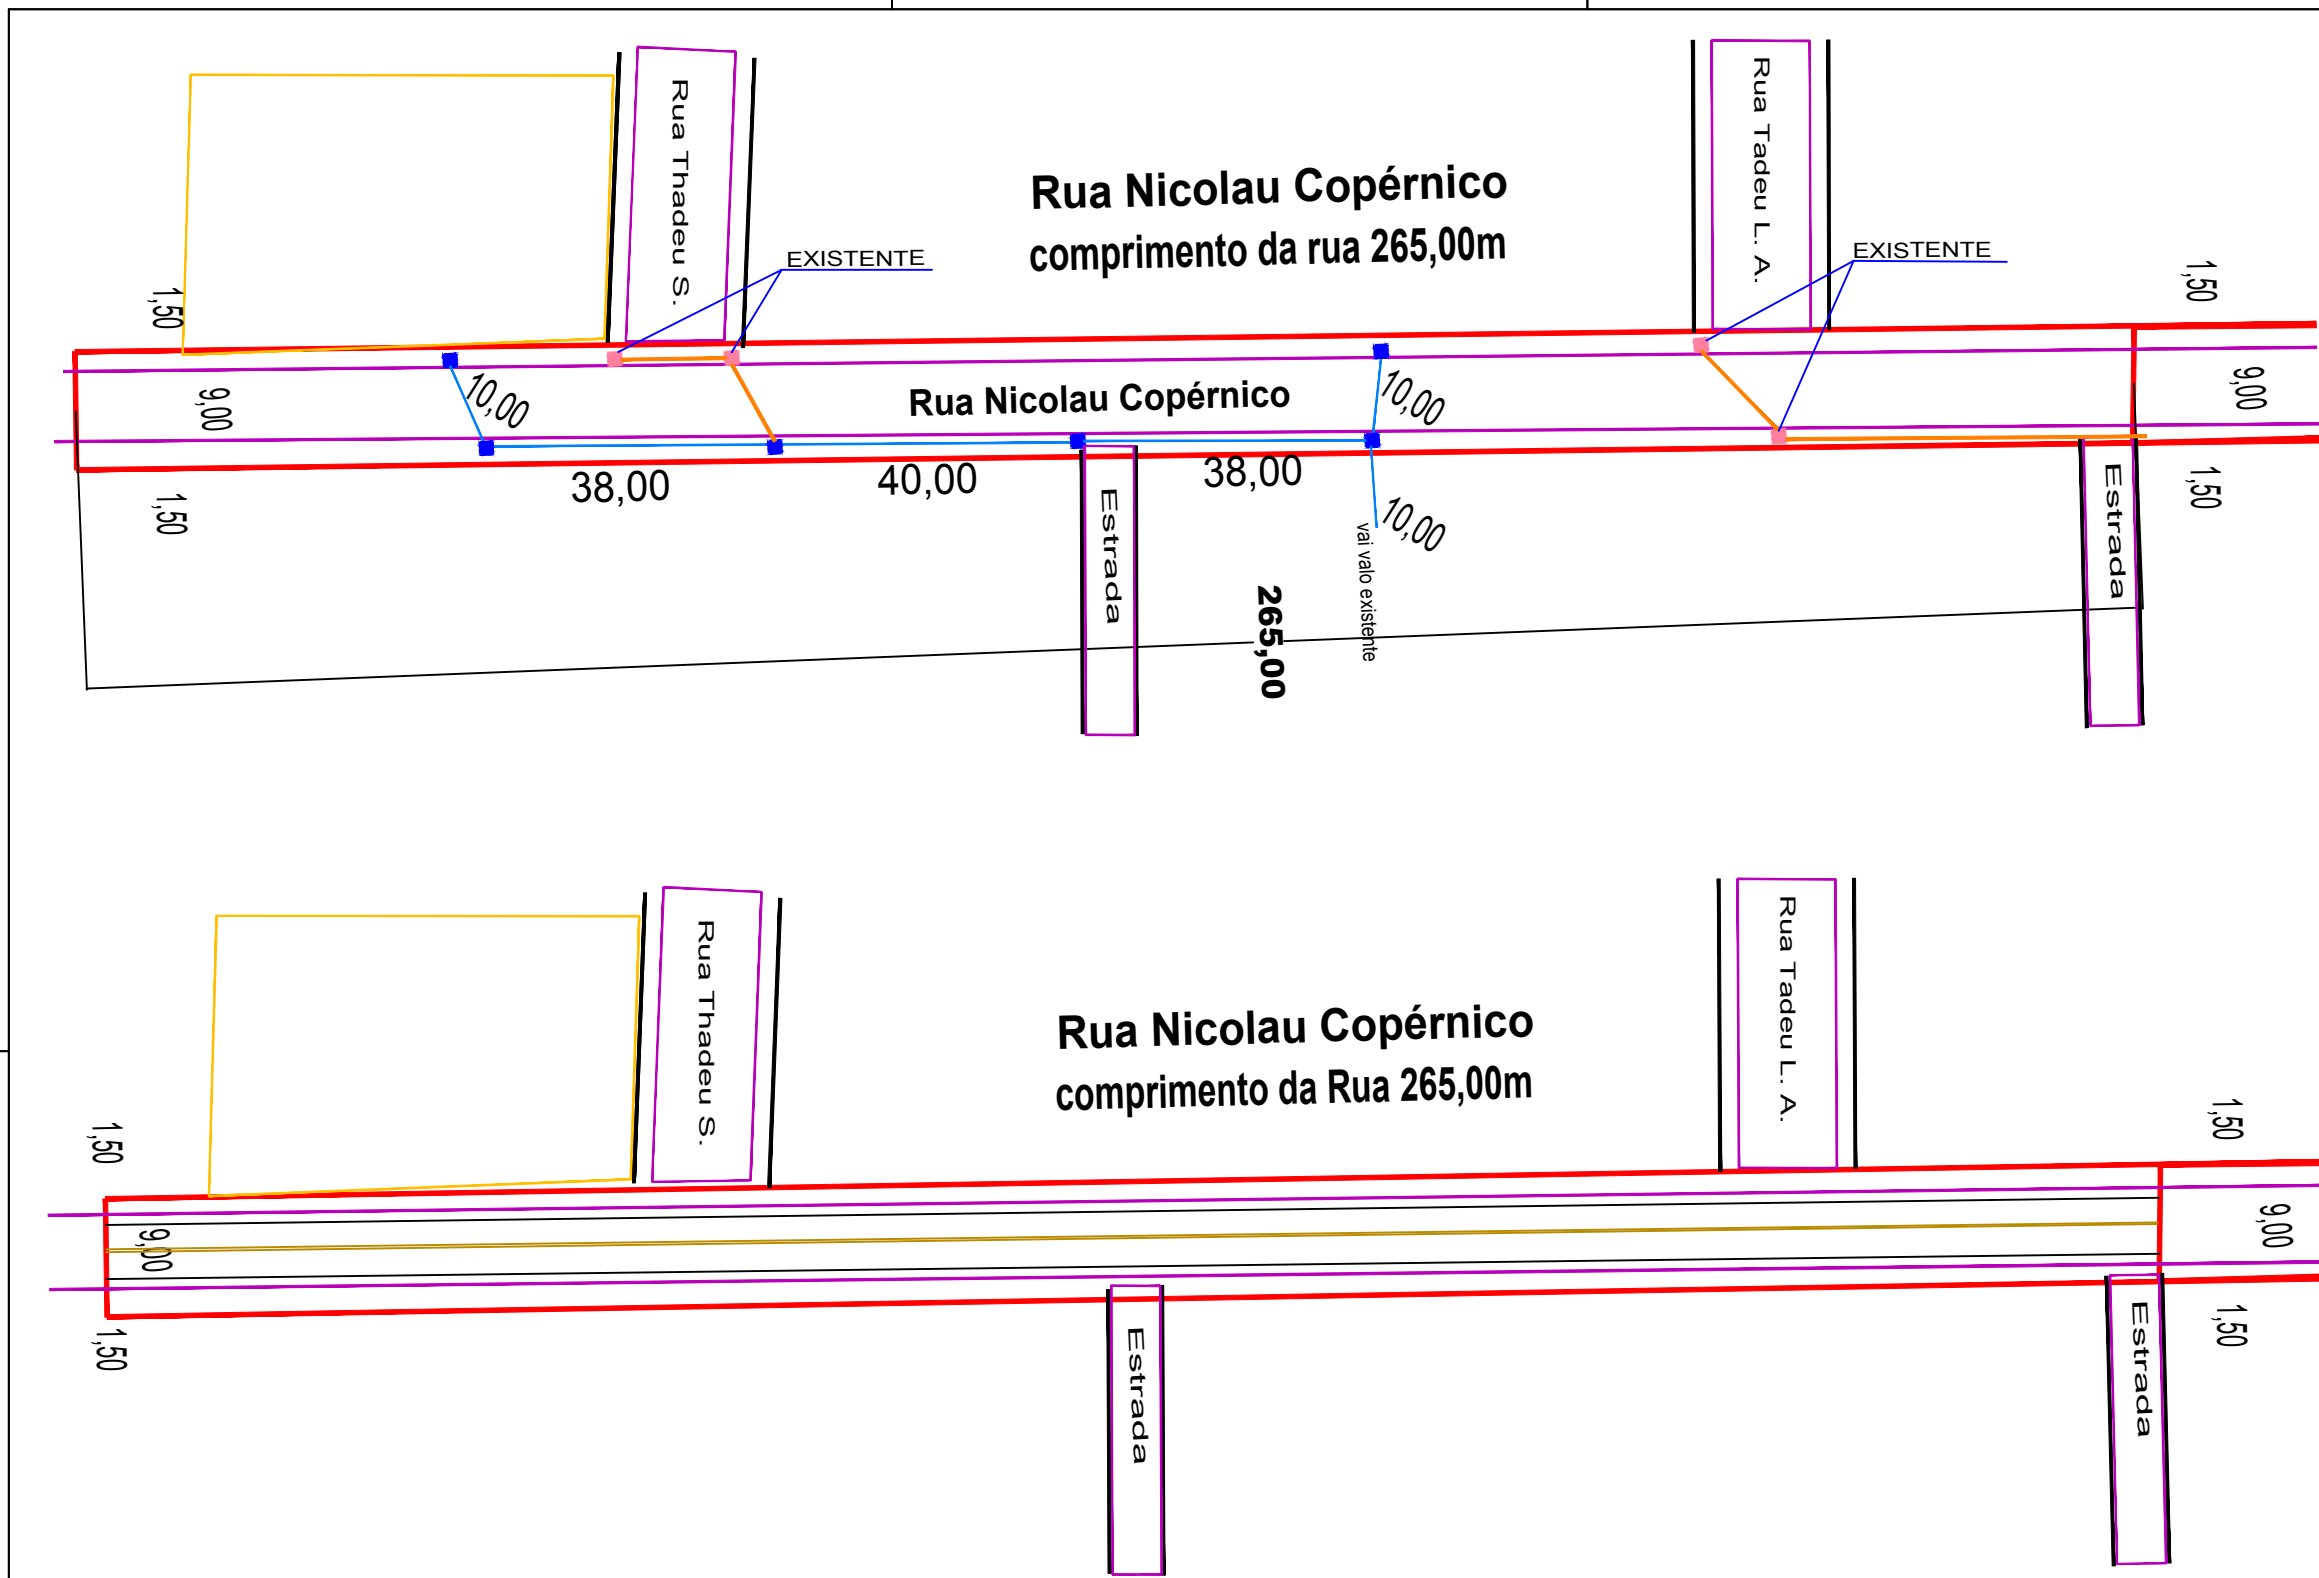 Rua Thadeu S.
Rua Tadeu L. A.
Rua Nicolau Copérnico
comprimento da rua 265,00m
EXISTENTE
EXISTENTE
1,50
1,50
9,00
10,00
Rua Nicolau Copérnico
10,00
9,00
38,00
40,00
38,00
1,50
1,50
Estrada
10,00
vai valo existente
Estrada
265,00
Rua Thadeu S.
Rua Tadeu L. A.
Rua Nicolau Copérnico
comprimento da Rua 265,00m
1,50
1,50
9,00
9,00
1,50
1,50
Estrada
Estrada